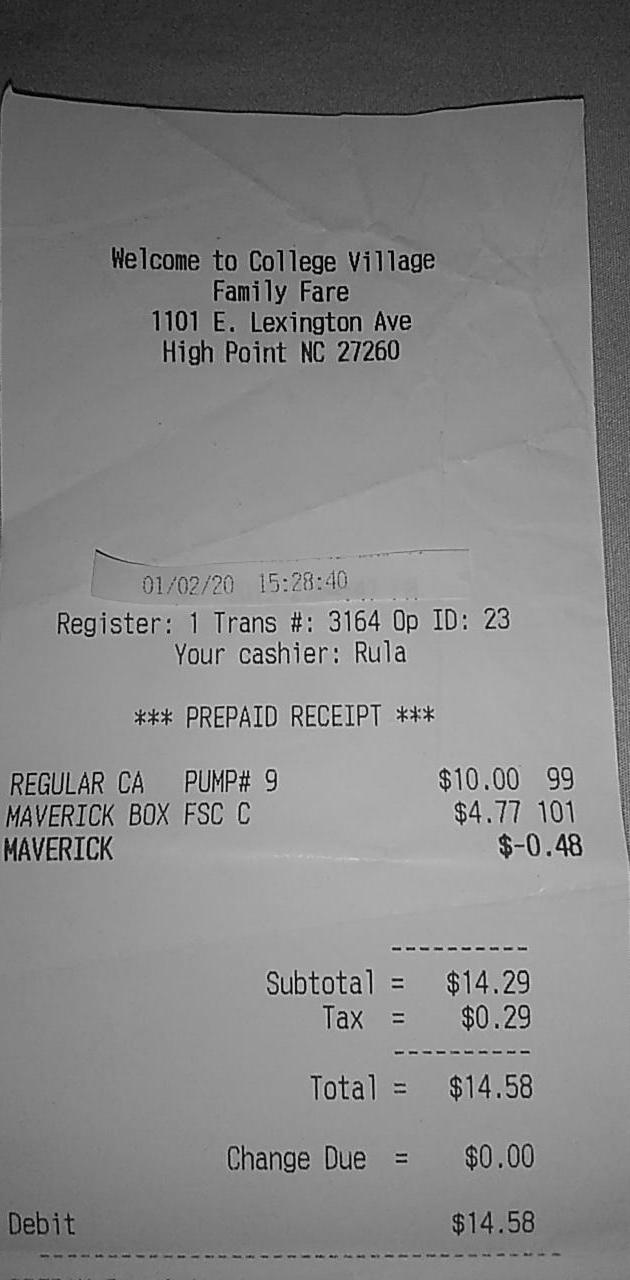 Welcome to College Village
Family Fare
1101 E. Lexington Ave
High Point NC 27260
01/02/20 15:28:40
Register: 1 Trans #: 3164 Op ID: 23
Your cashier: Rula
*** PREPAID RECEIPT ***
REGULAR CA PUMP# 9 $10.00 99
MAVERICK BOX FSC C $4.77 101
MAVERICK $-0.48
----------
Subtotal = $14.29
Tax = $0.29
----------
Total = $14.58
Change Due = $0.00
Debit $14.58